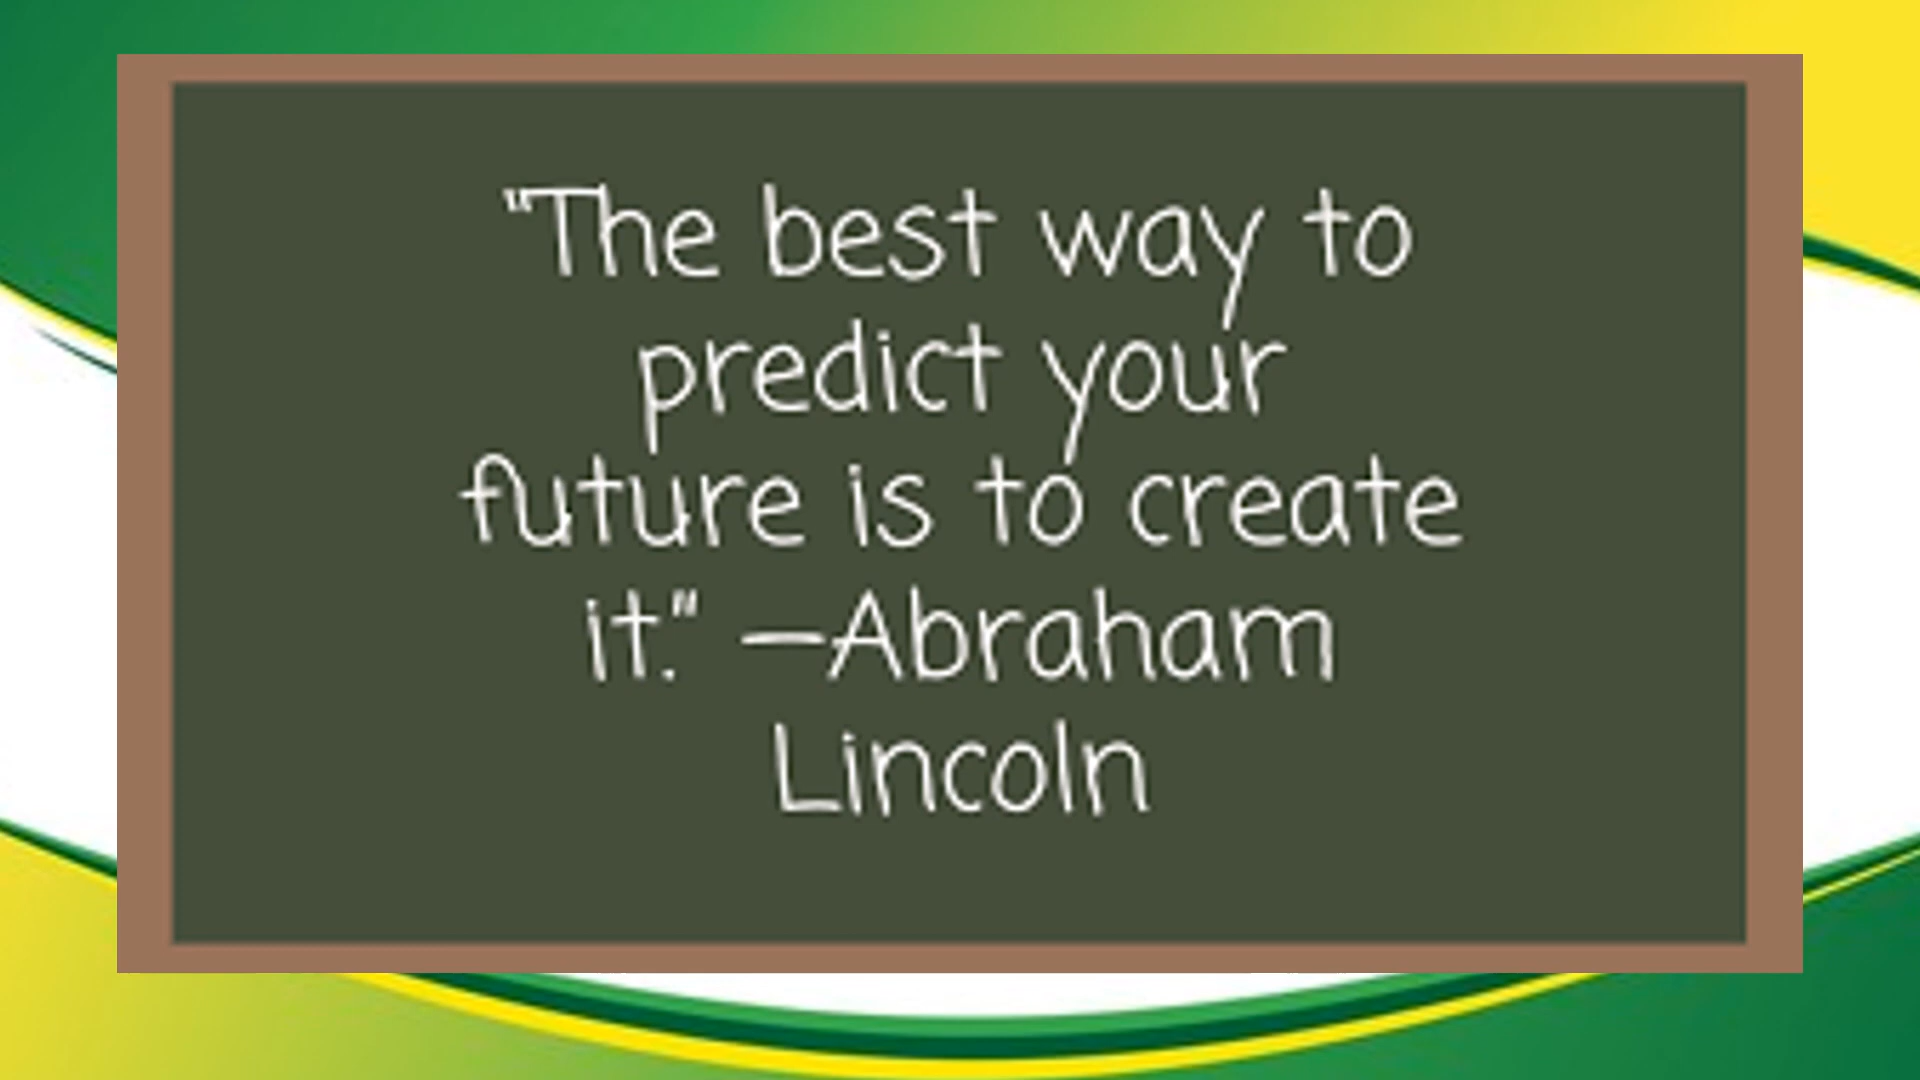 "The best way to
predict your
future is to create
it." –Abraham
Lincoln